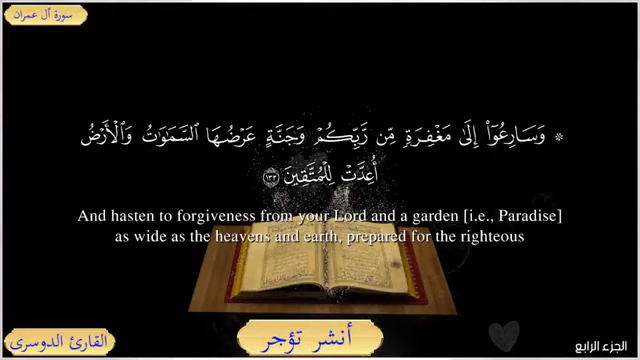 سورة آل عمران
۞ وَسَارِعُوٓا۟ إِلَىٰ مَغْفِرَةٍ مِّن رَّبِّكُمْ وَجَنَّةٍ عَرْضُهَا ٱلسَّمَـٰوَٰتُ وَٱلْأَرْضُ
أُعِدَّتْ لِلْمُتَّقِينَ ۝١٣٣
And hasten to forgiveness from your Lord and a garden [i.e., Paradise]
as wide as the heavens and earth, prepared for the righteous
القارئ الدوسرى
أنشر تؤجر
الجزء الرابع